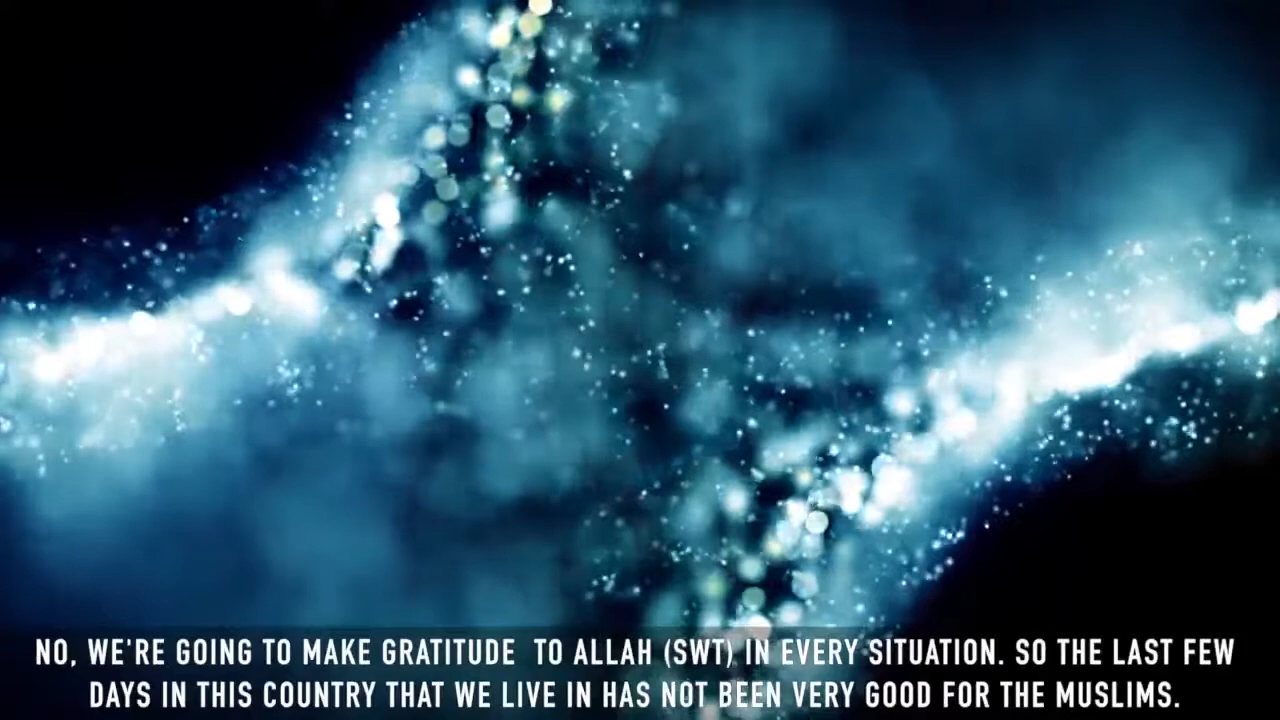 NO, WE'RE GOING TO MAKE GRATITUDE  TO ALLAH (SWT) IN EVERY SITUATION. SO THE LAST FEW
DAYS IN THIS COUNTRY THAT WE LIVE IN HAS NOT BEEN VERY GOOD FOR THE MUSLIMS.